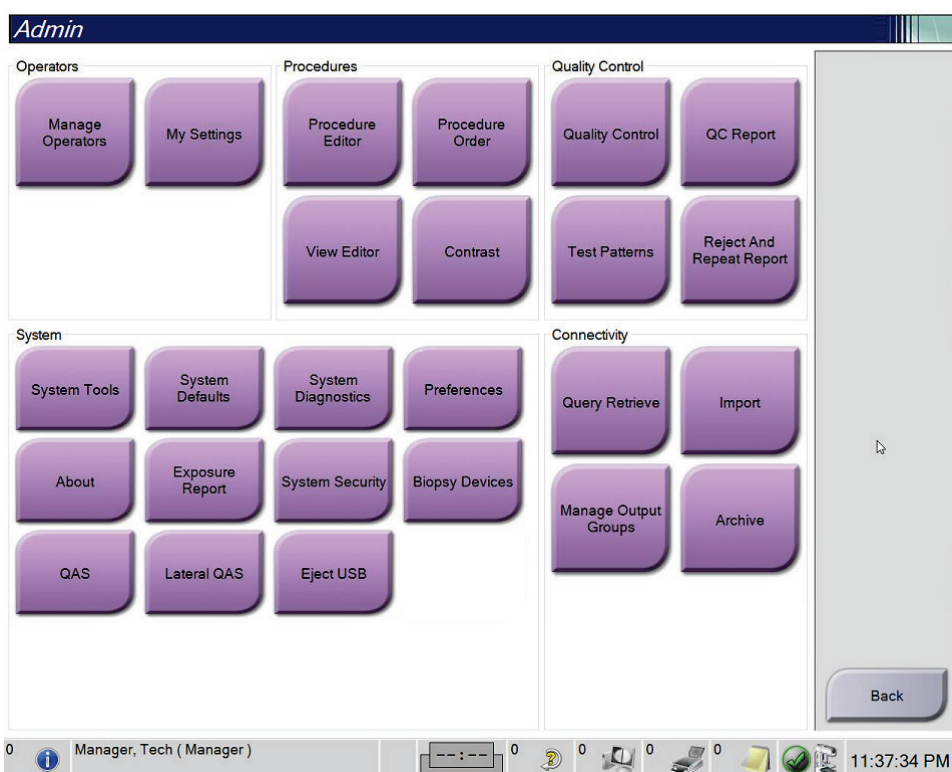 Admin
Operators
Manage
Operators
My Settings
Procedures
Procedure
Editor
Procedure
Order
View Editor
Contrast
Quality Control
Quality Control
QC Report
Test Patterns
Reject And
Repeat Report
System
System Tools
System
Defaults
System
Diagnostics
Preferences
About
Exposure
Report
System Security
Biopsy Devices
QAS
Lateral QAS
Eject USB
Connectivity
Query Retrieve
Import
Manage Output
Groups
Archive
Back
0
Manager, Tech ( Manager )
--:--
0
0
0
0
11:37:34 PM